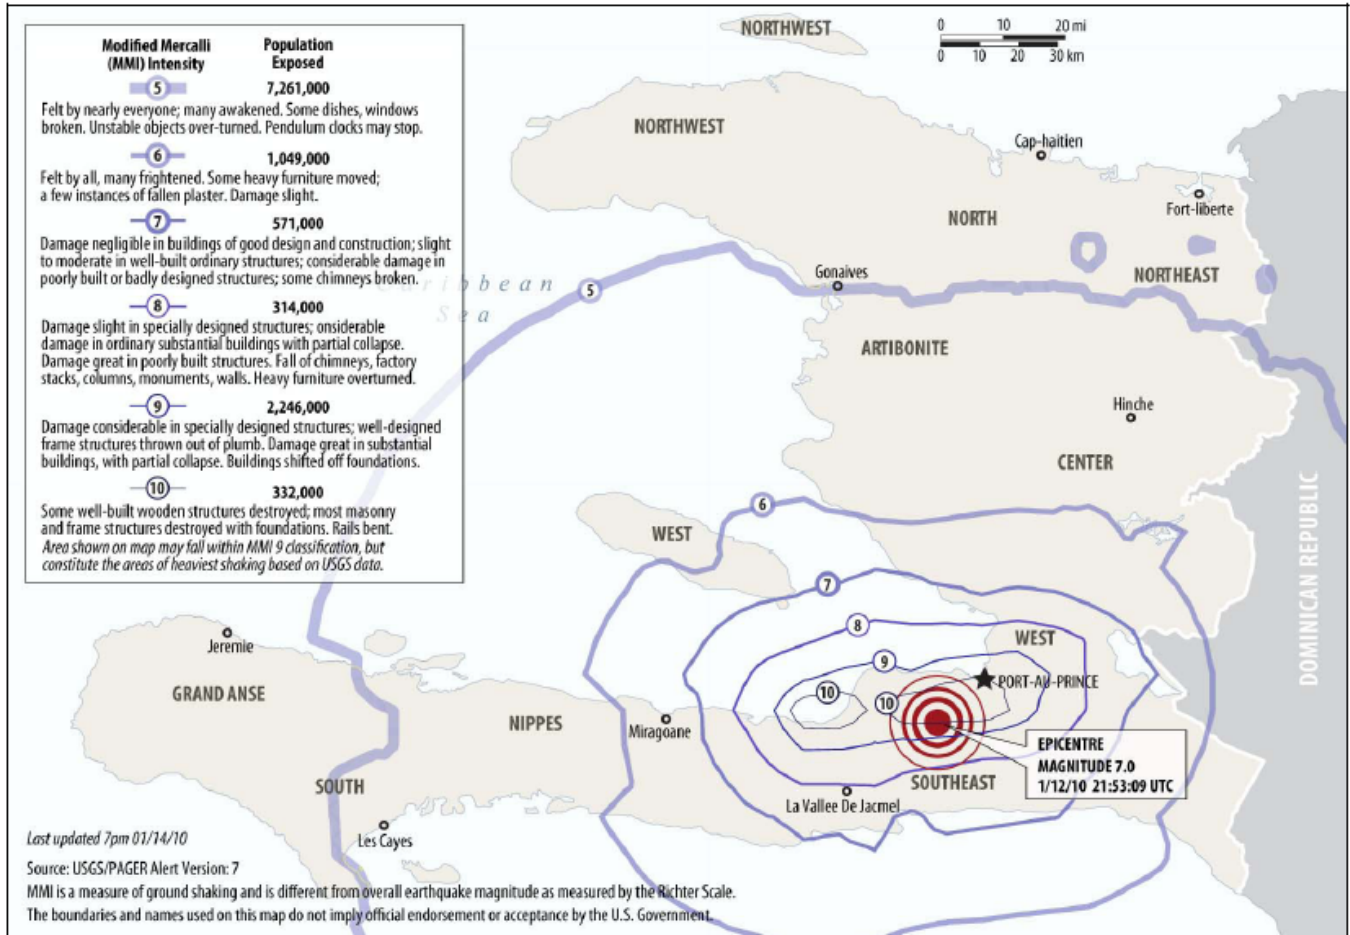 Modified Mercalli Population
(MMI) Intensity Exposed
5 7,261,000
Felt by nearly everyone; many awakened. Some dishes, windows
broken. Unstable objects over-turned. Pendulum clocks may stop.
6 1,049,000
Felt by all, many frightened. Some heavy furniture moved;
a few instances of fallen plaster. Damage slight.
7 571,000
Damage negligible in buildings of good design and construction; slight
to moderate in well-built ordinary structures; considerable damage in
poorly built or badly designed structures; some chimneys broken.
8 314,000
Damage slight in specially designed structures; onsiderable
damage in ordinary substantial buildings with partial collapse.
Damage great in poorly built structures. Fall of chimneys, factory
stacks, columns, monuments, walls. Heavy furniture overturned.
9 2,246,000
Damage considerable in specially designed structures; well-designed
frame structures thrown out of plumb. Damage great in substantial
buildings, with partial collapse. Buildings shifted off foundations.
10 332,000
Some well-built wooden structures destroyed; most masonry
and frame structures destroyed with foundations. Rails bent.
Area shown on map may fall within MMI 9 classification, but
constitute the areas of heaviest shaking based on USGS data.
NORTHWEST
0 10 20 mi
0 10 20 30 km
NORTHWEST
Cap-haitien
Fort-liberte
NORTH
NORTHEAST
Gonaives
Caribbean
Sea
5
ARTIBONITE
Hinche
CENTER
6
WEST
7
8
WEST
9
10
10
PORT-AU-PRINCE
DOMINICAN REPUBLIC
Jeremie
GRAND ANSE
NIPPES
Miragoane
EPICENTRE
MAGNITUDE 7.0
1/12/10 21:53:09 UTC
SOUTHEAST
SOUTH
La Vallee De Jacmel
Les Cayes
Last updated 7pm 01/14/10
Source: USGS/PAGER Alert Version: 7
MMI is a measure of ground shaking and is different from overall earthquake magnitude as measured by the Richter Scale.
The boundaries and names used on this map do not imply official endorsement or acceptance by the U.S. Government.